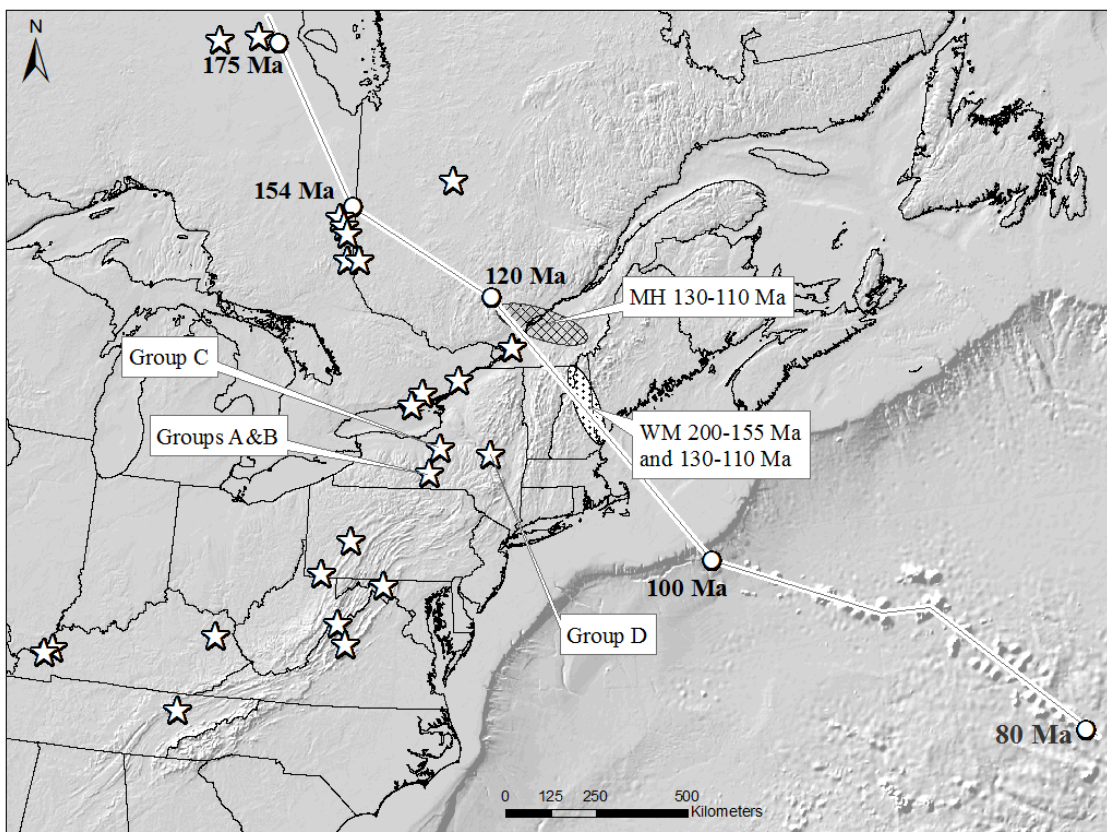 N
175 Ma
154 Ma
120 Ma
MH 130-110 Ma
Group C
Groups A&B
WM 200-155 Ma
and 130-110 Ma
100 Ma
Group D
80 Ma
0 125 250 500
Kilometers